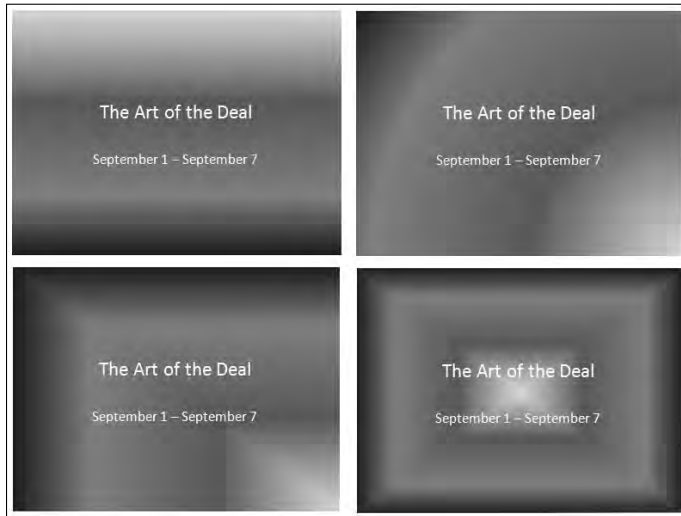 The Art of the Deal
September 1 – September 7
The Art of the Deal
September 1 – September 7
The Art of the Deal
September 1 – September 7
The Art of the Deal
September 1 – September 7